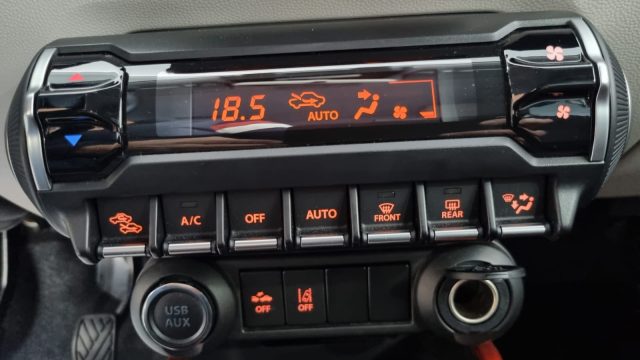 18.5
AUTO
A/C
OFF
AUTO
FRONT
REAR
USB
AUX
OFF
OFF